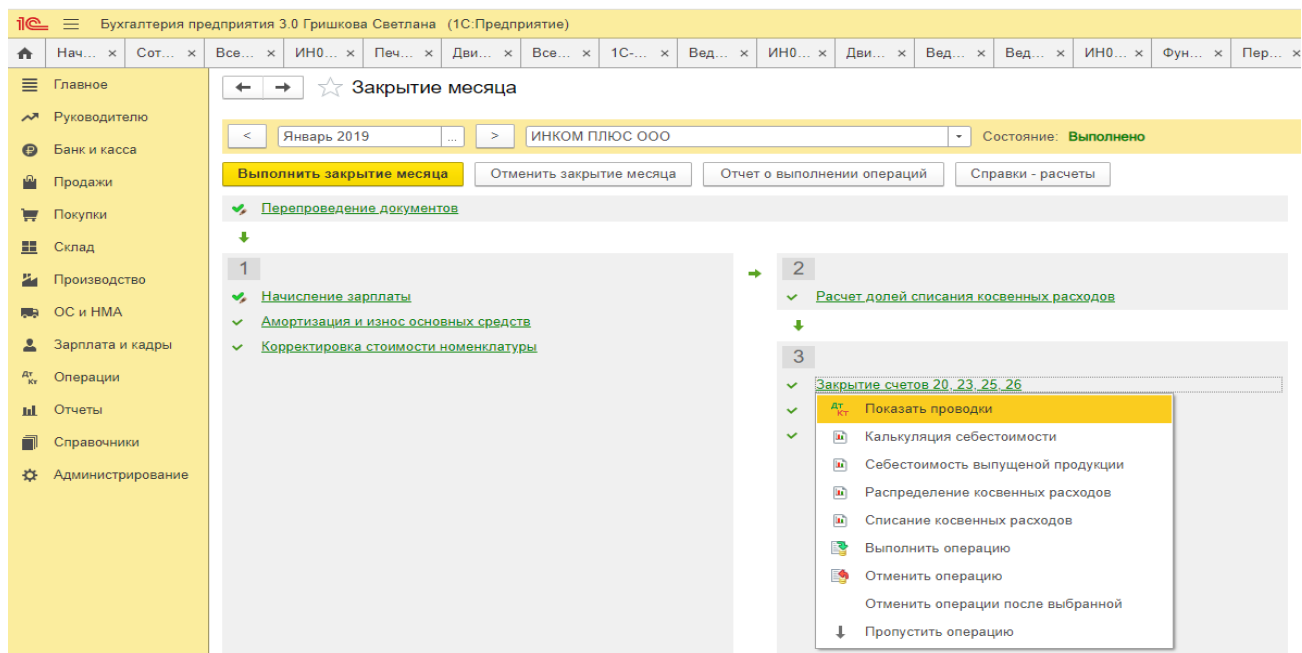 1С Бухгалтерия предприятия 3.0 Гришкова Светлана (1С:Предприятие)
Нач... × Сот... × Все... × ИН0... × Печ... × Дви... × Все... × 1С-... × Вед... × ИН0... × Дви... × Вед... × Вед... × ИН0... × Фун... × Пер... ×
Главное
Руководителю
Банк и касса
Продажи
Покупки
Склад
Производство
ОС и НМА
Зарплата и кадры
Дт Кт Операции
Отчеты
Справочники
Администрирование
Закрытие месяца
< Январь 2019 ... > ИНКОМ ПЛЮС ООО Состояние: Выполнено
Выполнить закрытие месяца Отменить закрытие месяца Отчет о выполнении операций Справки - расчеты
Перепроведение документов
1
Начисление зарплаты
Амортизация и износ основных средств
Корректировка стоимости номенклатуры
2
Расчет долей списания косвенных расходов
3
Закрытие счетов 20, 23, 25, 26
Дт Кт Показать проводки
Калькуляция себестоимости
Себестоимость выпущеной продукции
Распределение косвенных расходов
Списание косвенных расходов
Выполнить операцию
Отменить операцию
Отменить операции после выбранной
Пропустить операцию